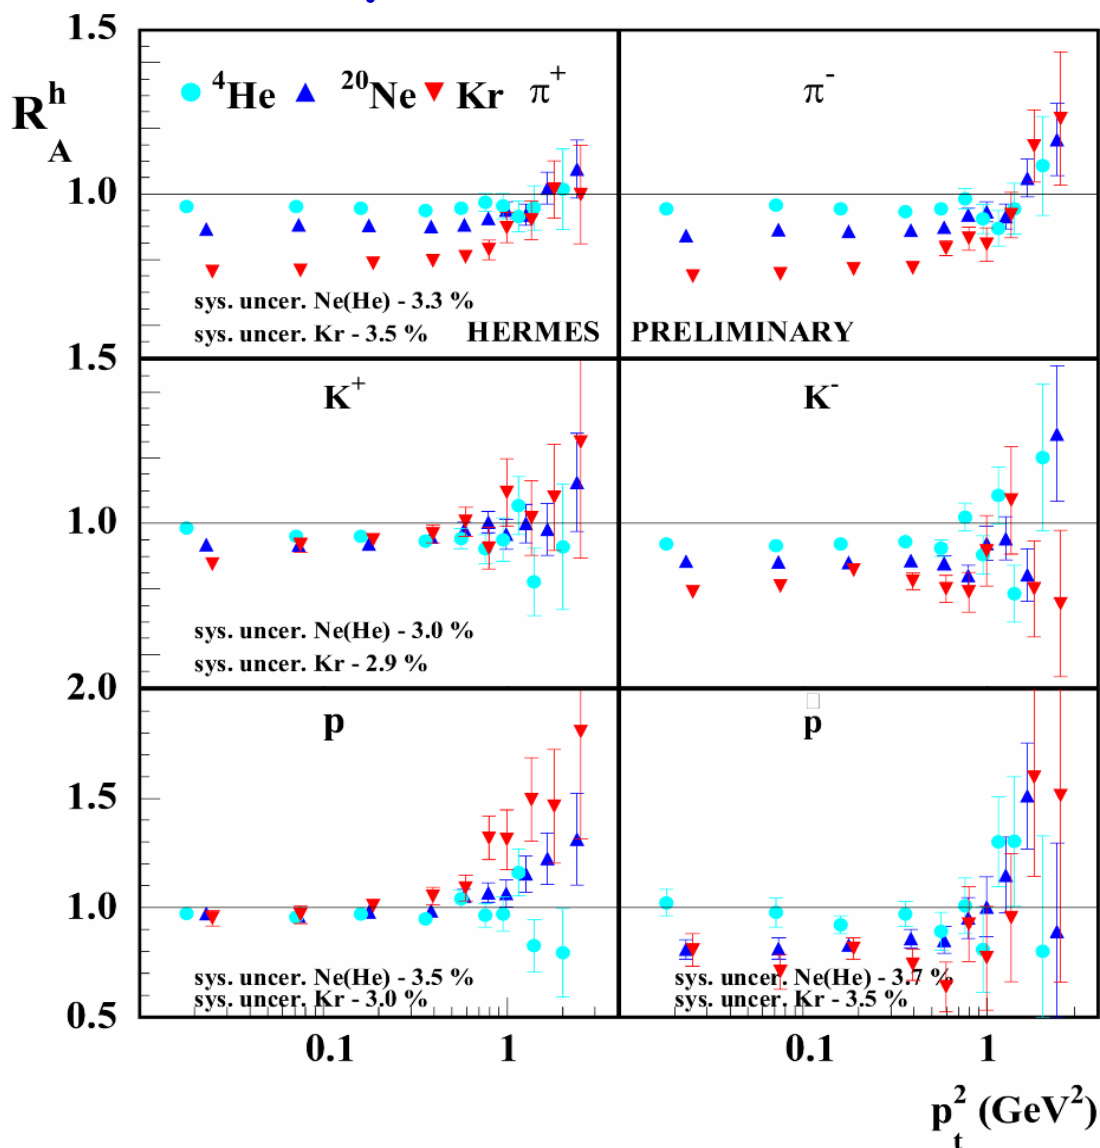 1.5
R_A^h
⁴He ²⁰Ne Kr π⁺ π⁻
1.0
sys. uncer. Ne(He) - 3.3 %
sys. uncer. Kr - 3.5 % HERMES PRELIMINARY
1.5
K⁺ K⁻
1.0
sys. uncer. Ne(He) - 3.0 %
sys. uncer. Kr - 2.9 %
2.0
p p
1.5
1.0
sys. uncer. Ne(He) - 3.5 % sys. uncer. Ne(He) - 3.7 %
sys. uncer. Kr - 3.0 % sys. uncer. Kr - 3.5 %
0.5
0.1 1 0.1 1
p_t^2 (GeV²)